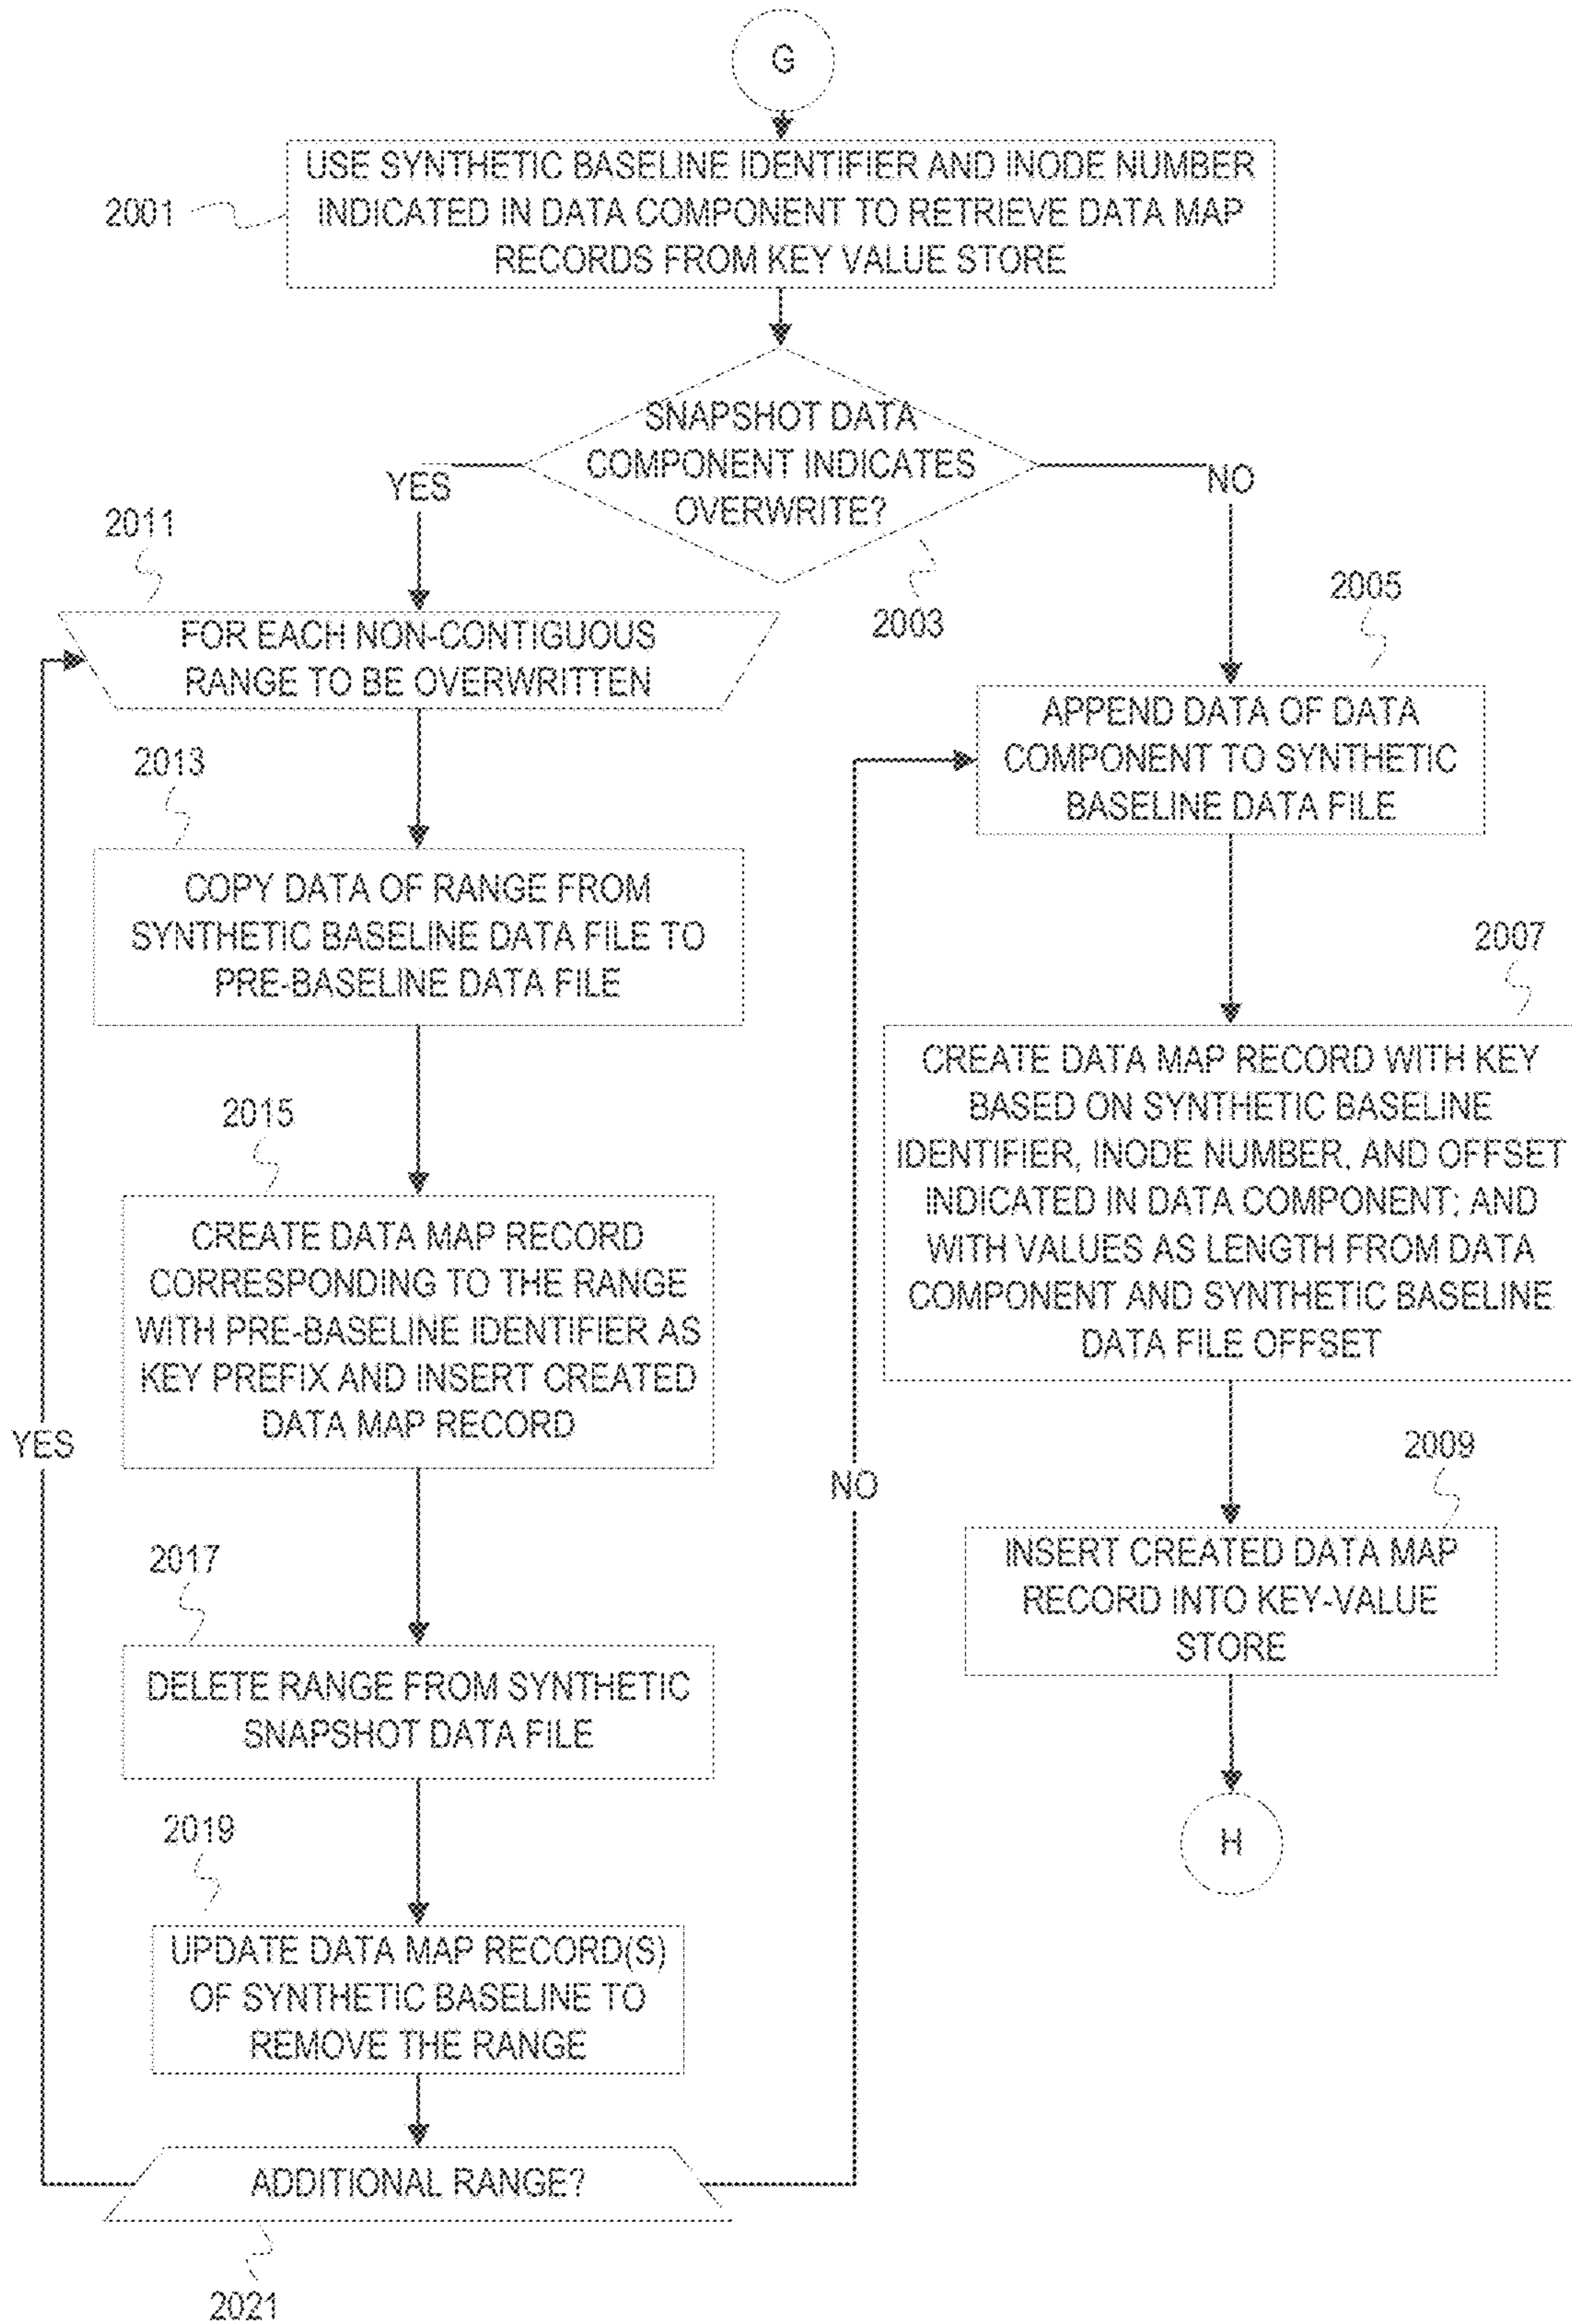 G
USE SYNTHETIC BASELINE IDENTIFIER AND INODE NUMBER
2001
INDICATED IN DATA COMPONENT TO RETRIEVE DATA MAP
RECORDS FROM KEY VALUE STORE
SNAPSHOT DATA
COMPONENT INDICATES
OVERWRITE?
YES
NO
2003
2011
FOR EACH NON-CONTIGUOUS
RANGE TO BE OVERWRITTEN
2013
COPY DATA OF RANGE FROM
SYNTHETIC BASELINE DATA FILE TO
PRE-BASELINE DATA FILE
2015
CREATE DATA MAP RECORD
CORRESPONDING TO THE RANGE
WITH PRE-BASELINE IDENTIFIER AS
KEY PREFIX AND INSERT CREATED
DATA MAP RECORD
YES
2017
DELETE RANGE FROM SYNTHETIC
SNAPSHOT DATA FILE
2019
UPDATE DATA MAP RECORD(S)
OF SYNTHETIC BASELINE TO
REMOVE THE RANGE
ADDITIONAL RANGE?
2021
NO
2005
APPEND DATA OF DATA
COMPONENT TO SYNTHETIC
BASELINE DATA FILE
2007
CREATE DATA MAP RECORD WITH KEY
BASED ON SYNTHETIC BASELINE
IDENTIFIER, INODE NUMBER, AND OFFSET
INDICATED IN DATA COMPONENT; AND
WITH VALUES AS LENGTH FROM DATA
COMPONENT AND SYNTHETIC BASELINE
DATA FILE OFFSET
2009
INSERT CREATED DATA MAP
RECORD INTO KEY-VALUE
STORE
H